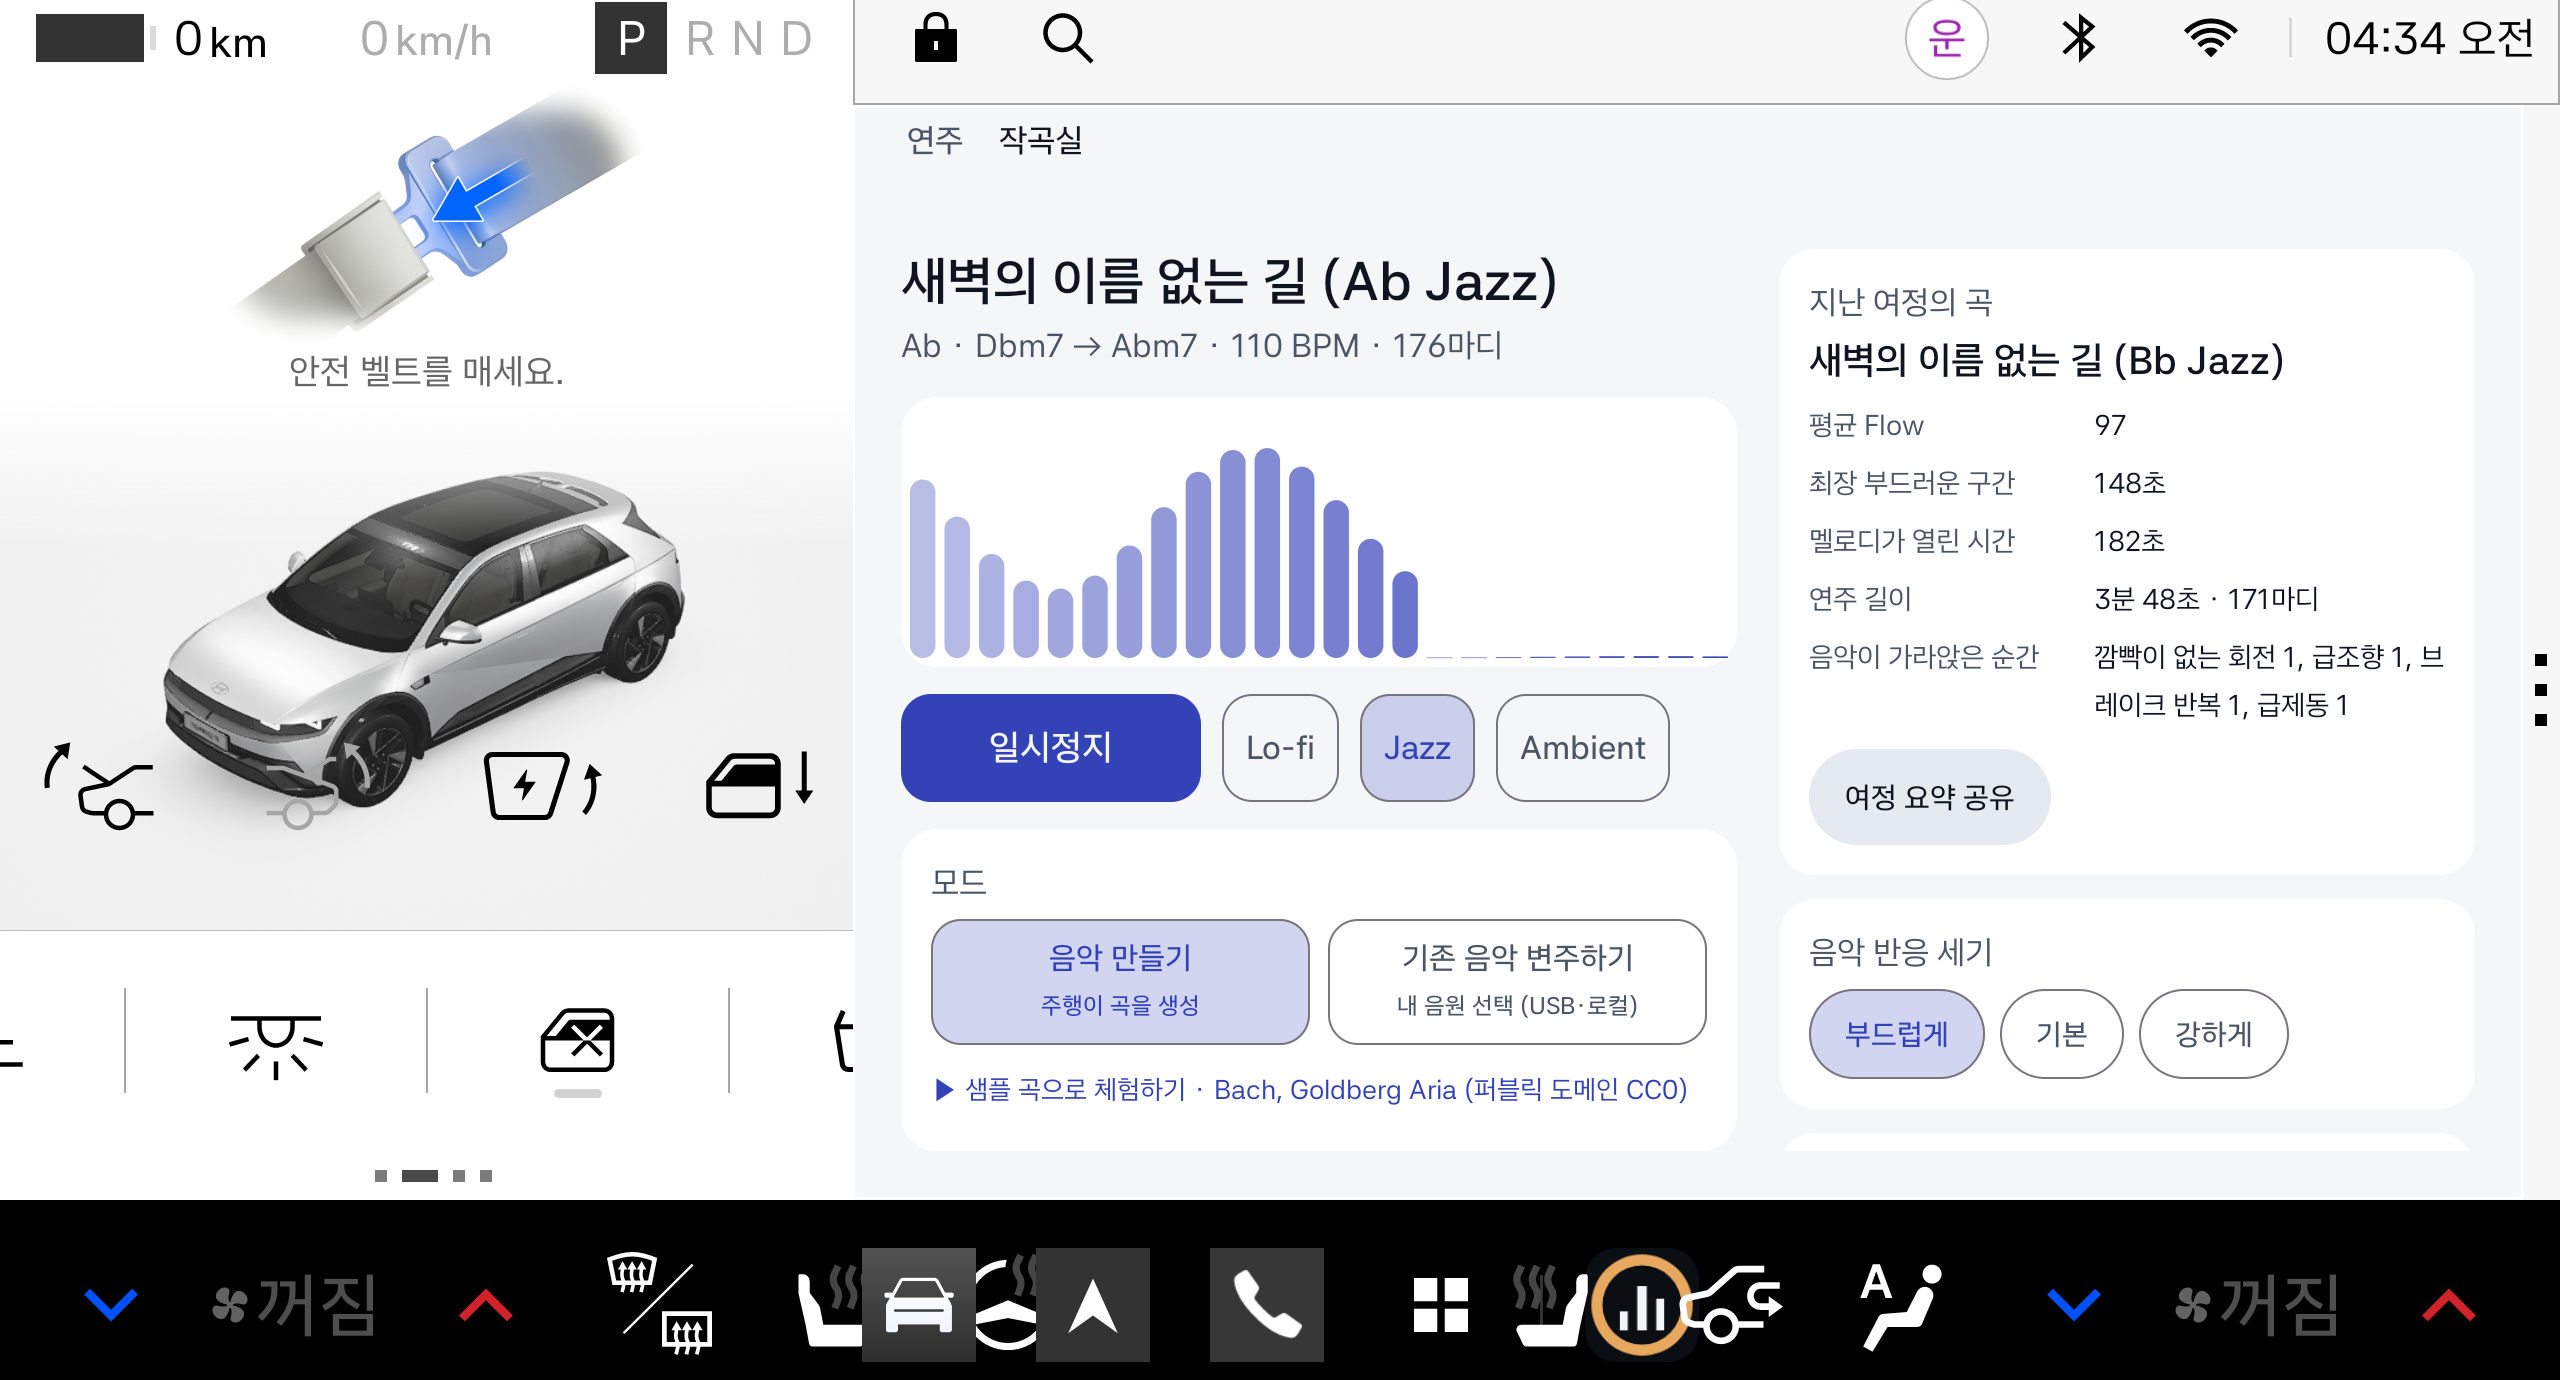 0 km
0 km/h
P R N D
운
04:34 오전
안전 벨트를 매세요.
연주
작곡실
새벽의 이름 없는 길 (Ab Jazz)
Ab · Dbm7 → Abm7 · 110 BPM · 176마디
일시정지
Lo-fi
Jazz
Ambient
모드
음악 만들기
주행이 곡을 생성
기존 음악 변주하기
내 음원 선택 (USB·로컬)
▶ 샘플 곡으로 체험하기 · Bach, Goldberg Aria (퍼블릭 도메인 CC0)
지난 여정의 곡
새벽의 이름 없는 길 (Bb Jazz)
평균 Flow 97
최장 부드러운 구간 148초
멜로디가 열린 시간 182초
연주 길이 3분 48초 · 171마디
음악이 가라앉은 순간 깜빡이 없는 회전 1, 급조향 1, 브
레이크 반복 1, 급제동 1
여정 요약 공유
음악 반응 세기
부드럽게
기본
강하게
꺼짐
A
꺼짐